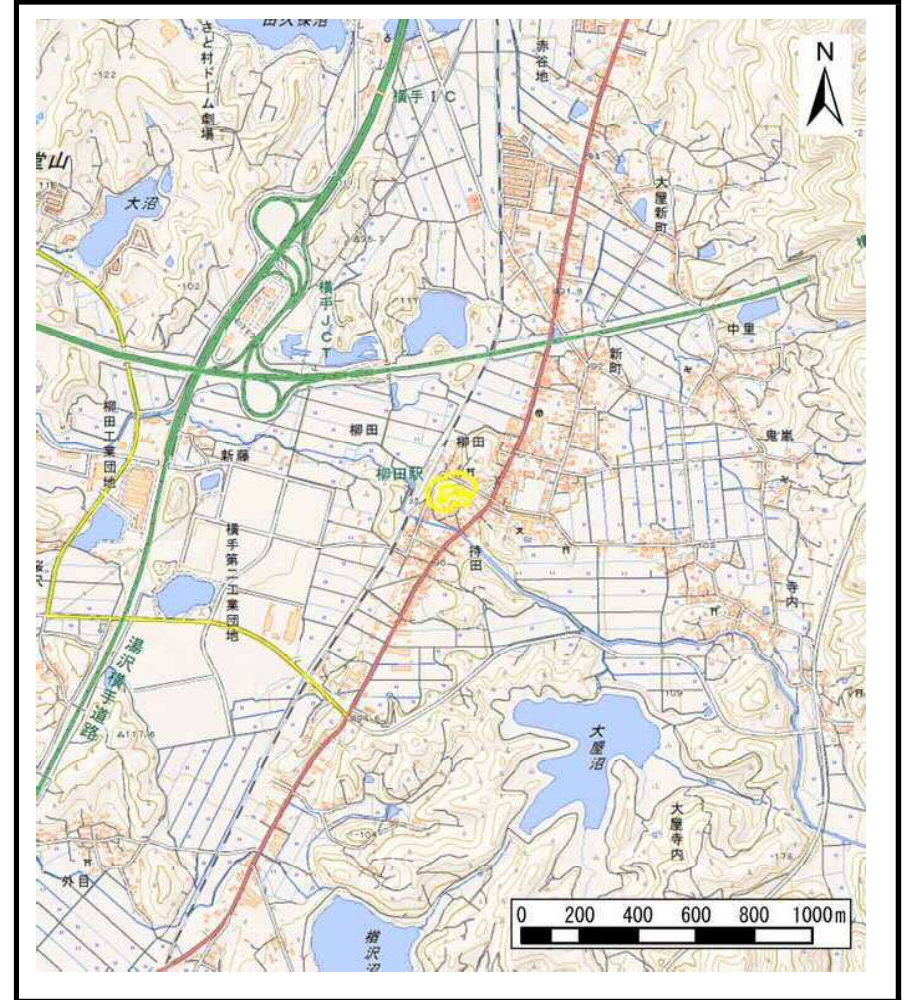 さと村ドーム劇場
赤谷地
N
横手IC
堂山
大沼
大屋新町
横手JCT
中里
新町
柳田工業団地
柳田
柳田
鬼嵐
新藤
柳田駅
横手第二工業団地
待田
寺内
湯沢横手道路
大屋沼
大屋寺内
外目
0 200 400 600 800 1000m